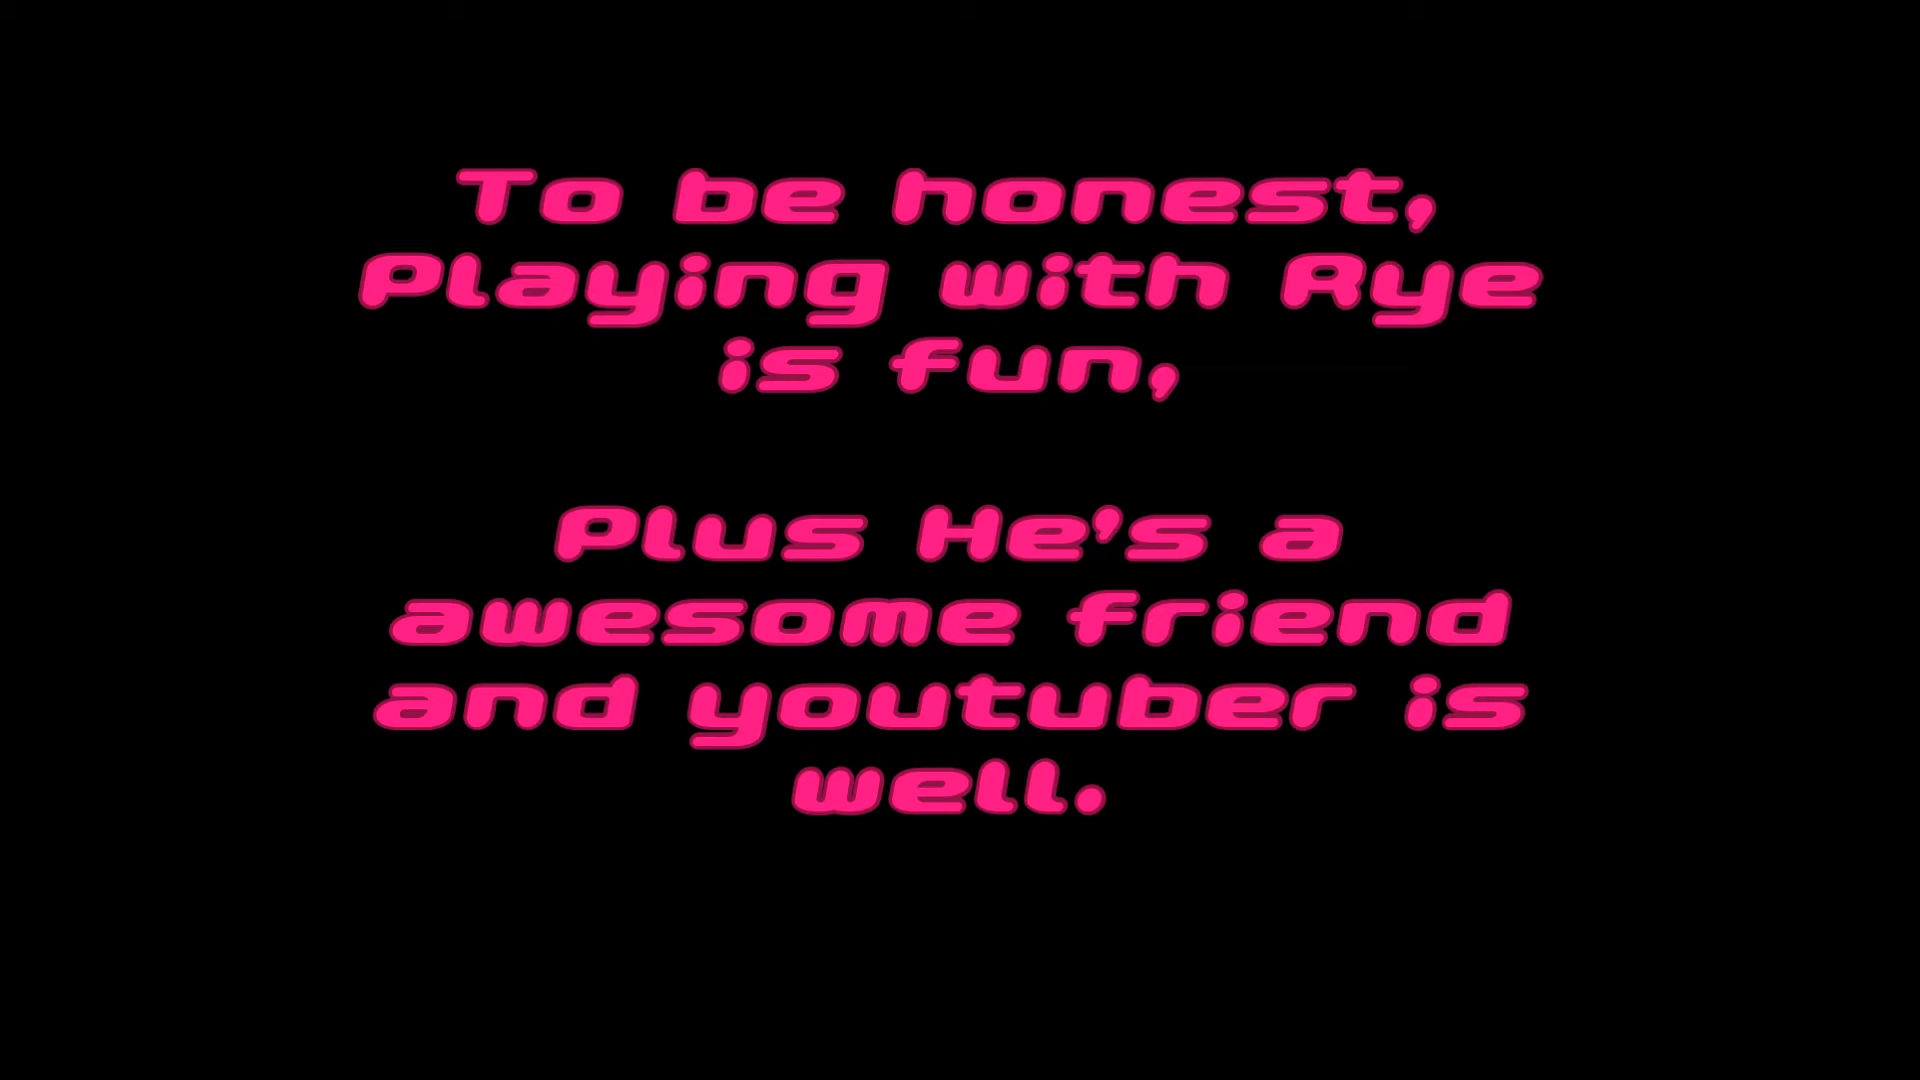 To be honest,
Playing with Rye
is fun,
Plus He's a
awesome friend
and youtuber is
well.